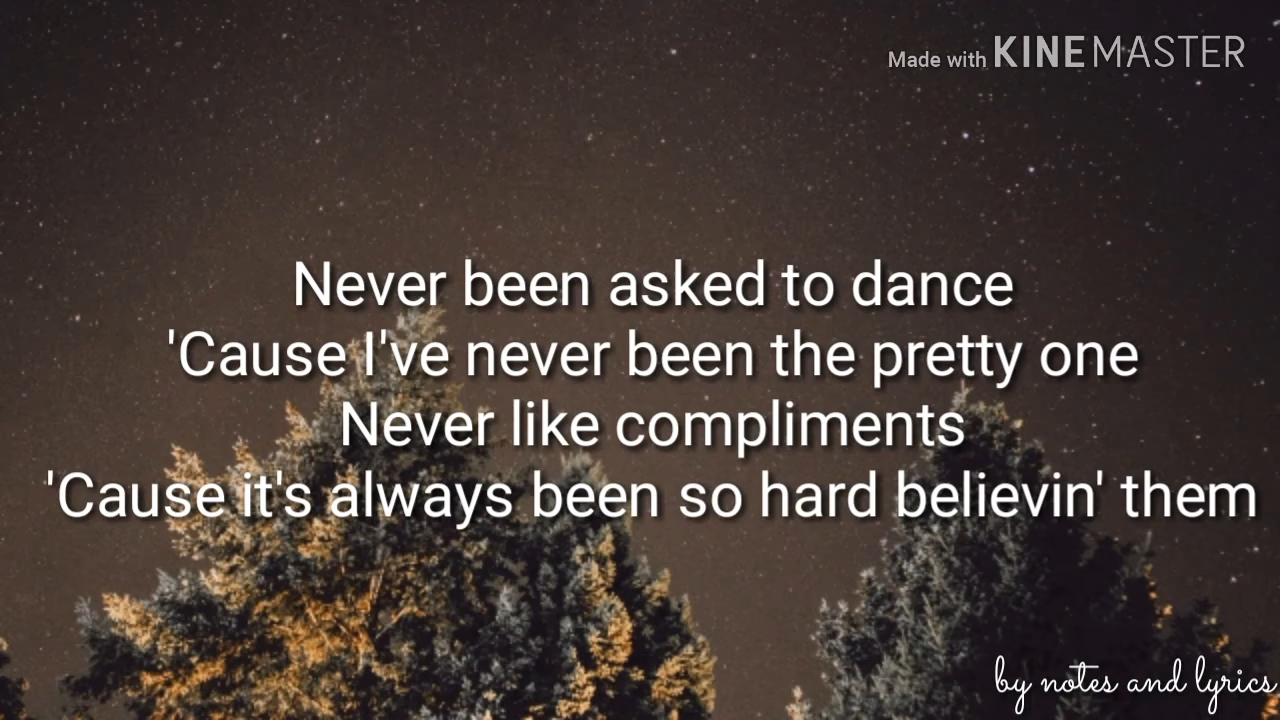 Made with KINEMASTER
Never been asked to dance
'Cause I've never been the pretty one
Never like compliments
'Cause it's always been so hard believin' them
by notes and lyrics